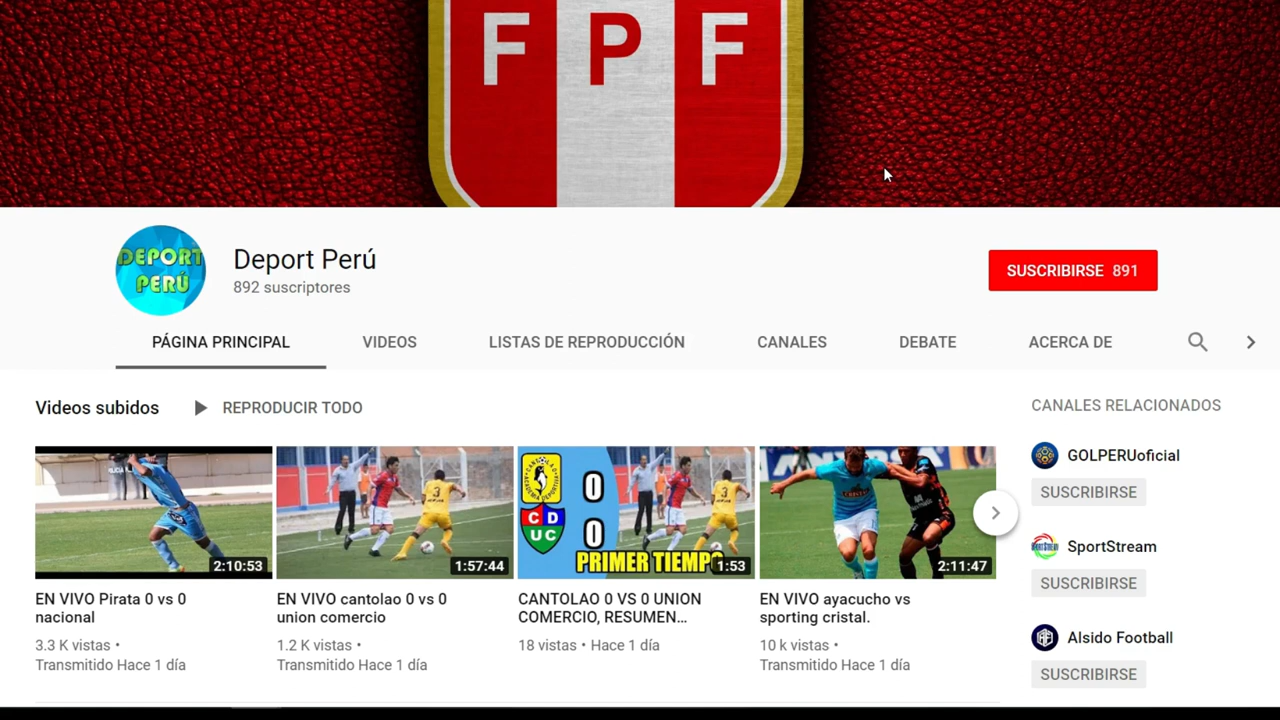 F P F
DEPORT
PERÚ
Deport Perú
892 suscriptores
SUSCRIBIRSE 891
PÁGINA PRINCIPAL
VIDEOS
LISTAS DE REPRODUCCIÓN
CANALES
DEBATE
ACERCA DE
Videos subidos
REPRODUCIR TODO
2:10:53
EN VIVO Pirata 0 vs 0
nacional
3.3 K vistas •
Transmitido Hace 1 día
1:57:44
EN VIVO cantolao 0 vs 0
union comercio
1.2 K vistas •
Transmitido Hace 1 día
0
C D
U C
0
PRIMER TIEMPO
1:53
CANTOLAO 0 VS 0 UNION
COMERCIO, RESUMEN...
18 vistas • Hace 1 día
2:11:47
EN VIVO ayacucho vs
sporting cristal.
10 k vistas •
Transmitido Hace 1 día
CANALES RELACIONADOS
GOLPERUoficial
SUSCRIBIRSE
SportStream
SUSCRIBIRSE
Alsido Football
SUSCRIBIRSE